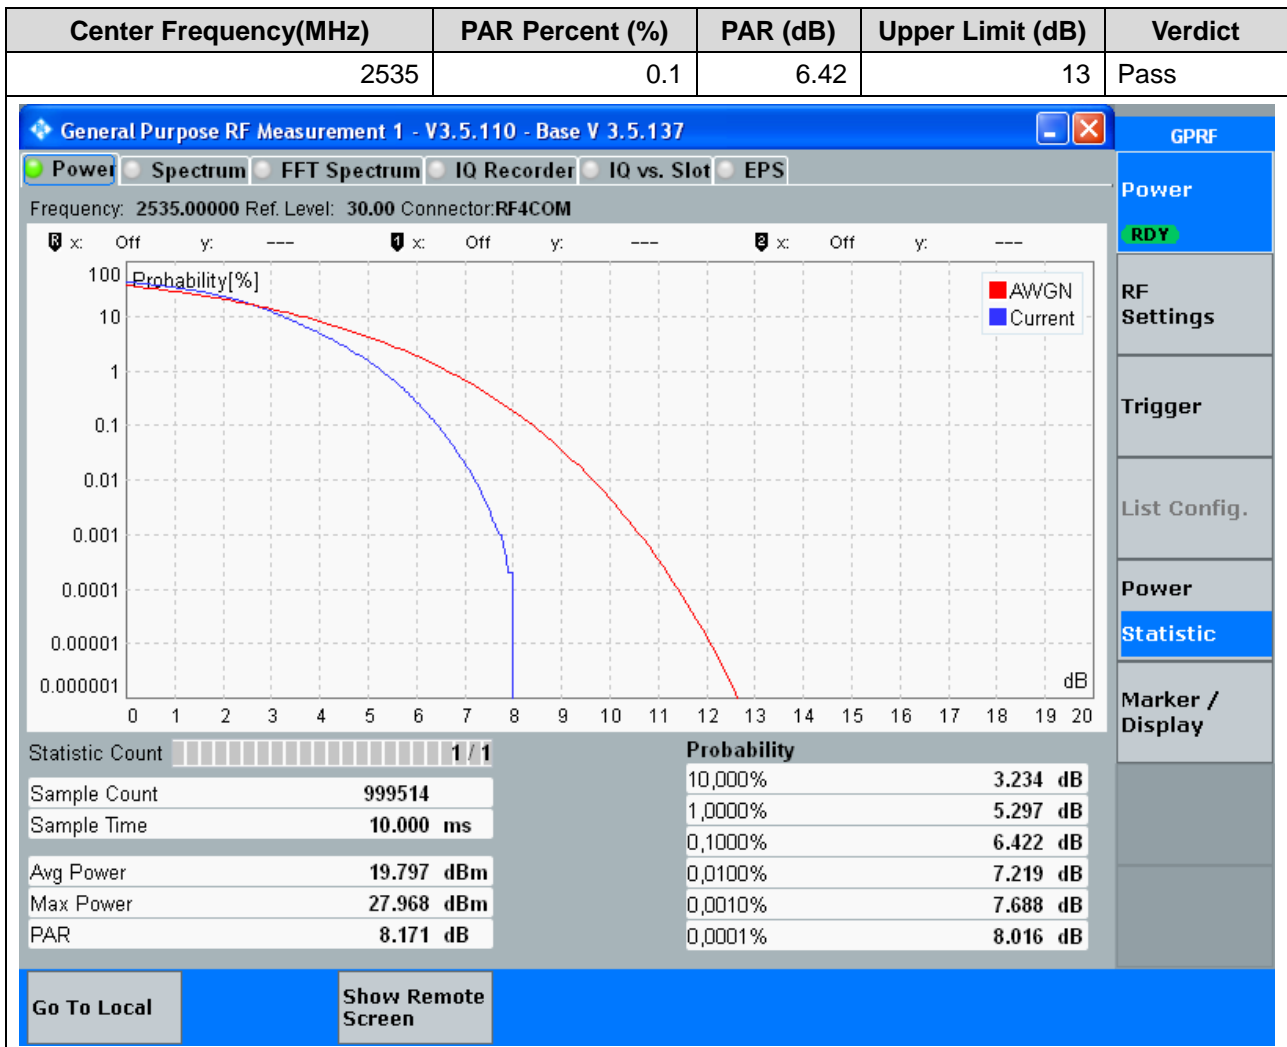 Center Frequency(MHz) PAR Percent (%) PAR (dB) Upper Limit (dB) Verdict
2535 0.1 6.42 13 Pass
General Purpose RF Measurement 1 - V3.5.110 - Base V 3.5.137
GPRF
Power Spectrum FFT Spectrum IQ Recorder IQ vs. Slot EPS
Frequency: 2535.00000 Ref. Level: 30.00 Connector:RF4COM
R x: Off y: --- 1 x: Off y: --- 2 x: Off y: ---
Probability[%]
AWGN
Current
100
10
1
0.1
0.01
0.001
0.0001
0.00001
0.000001
dB
0 1 2 3 4 5 6 7 8 9 10 11 12 13 14 15 16 17 18 19 20
Statistic Count 1 / 1
Sample Count 999514
Sample Time 10.000 ms
Avg Power 19.797 dBm
Max Power 27.968 dBm
PAR 8.171 dB
Probability
10,000% 3.234 dB
1,0000% 5.297 dB
0,1000% 6.422 dB
0,0100% 7.219 dB
0,0010% 7.688 dB
0,0001% 8.016 dB
Power
RDY
RF
Settings
Trigger
List Config.
Power
Statistic
Marker /
Display
Go To Local
Show Remote
Screen